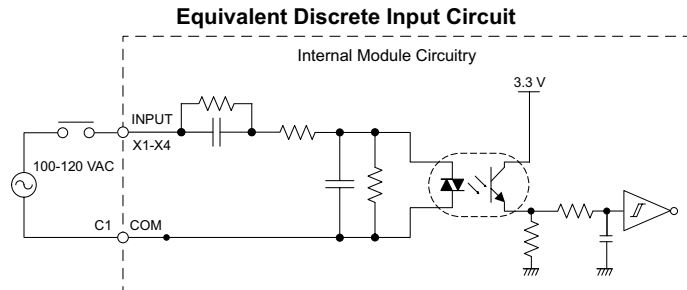 Equivalent Discrete Input Circuit
Internal Module Circuitry
3.3 V
INPUT
X1-X4
100-120 VAC
C1
COM